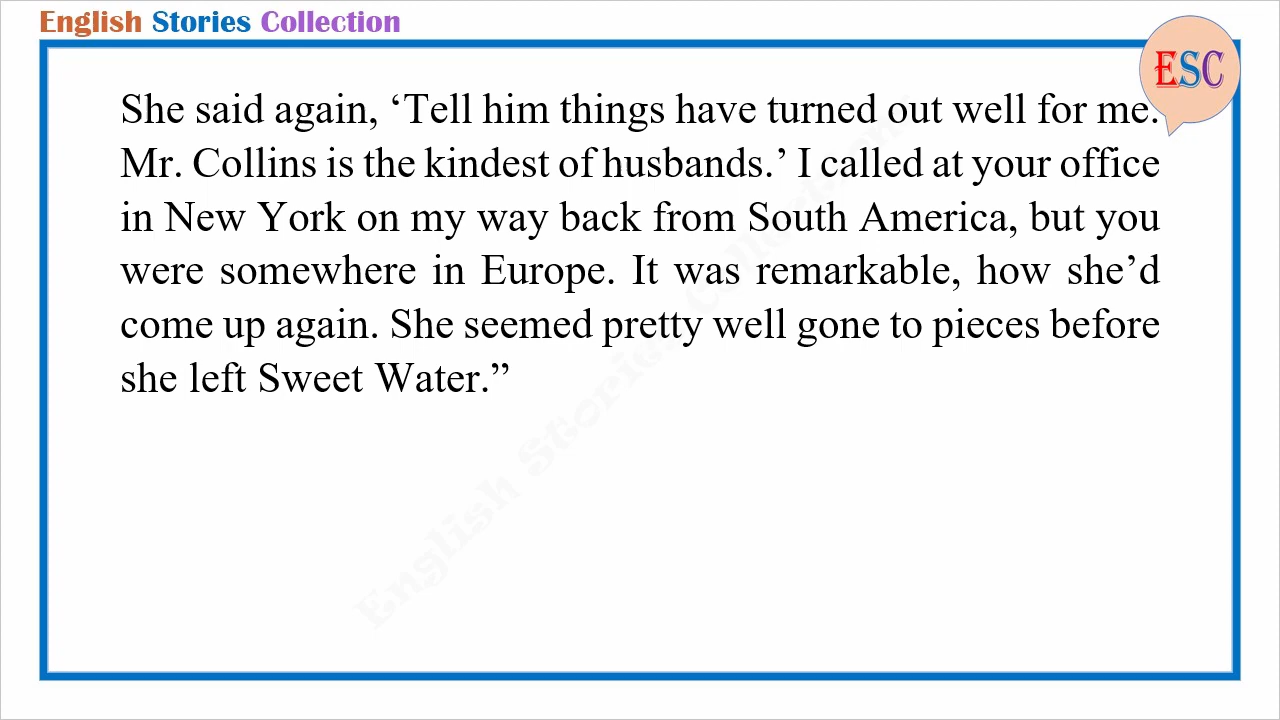 English Stories Collection
ESC
She said again, ‘Tell him things have turned out well for me.
Mr. Collins is the kindest of husbands.’ I called at your office
in New York on my way back from South America, but you
were somewhere in Europe. It was remarkable, how she’d
come up again. She seemed pretty well gone to pieces before
she left Sweet Water.”